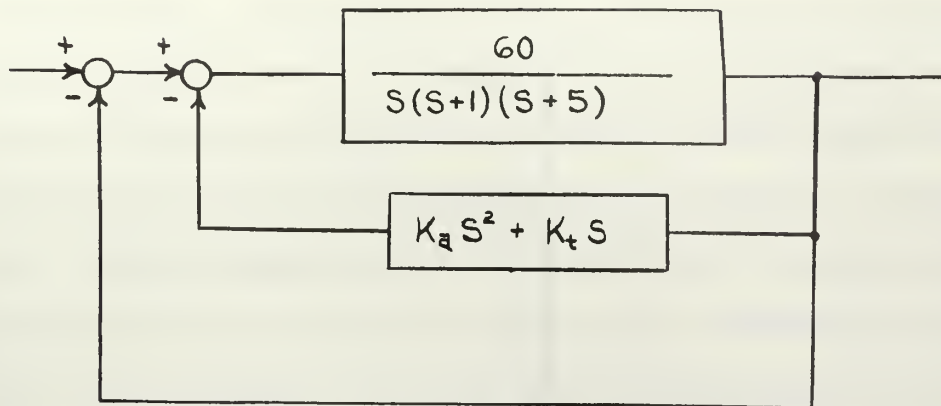 + +
60
S(S+1)(S+5)
- -
Kₐ S² + Kₜ S